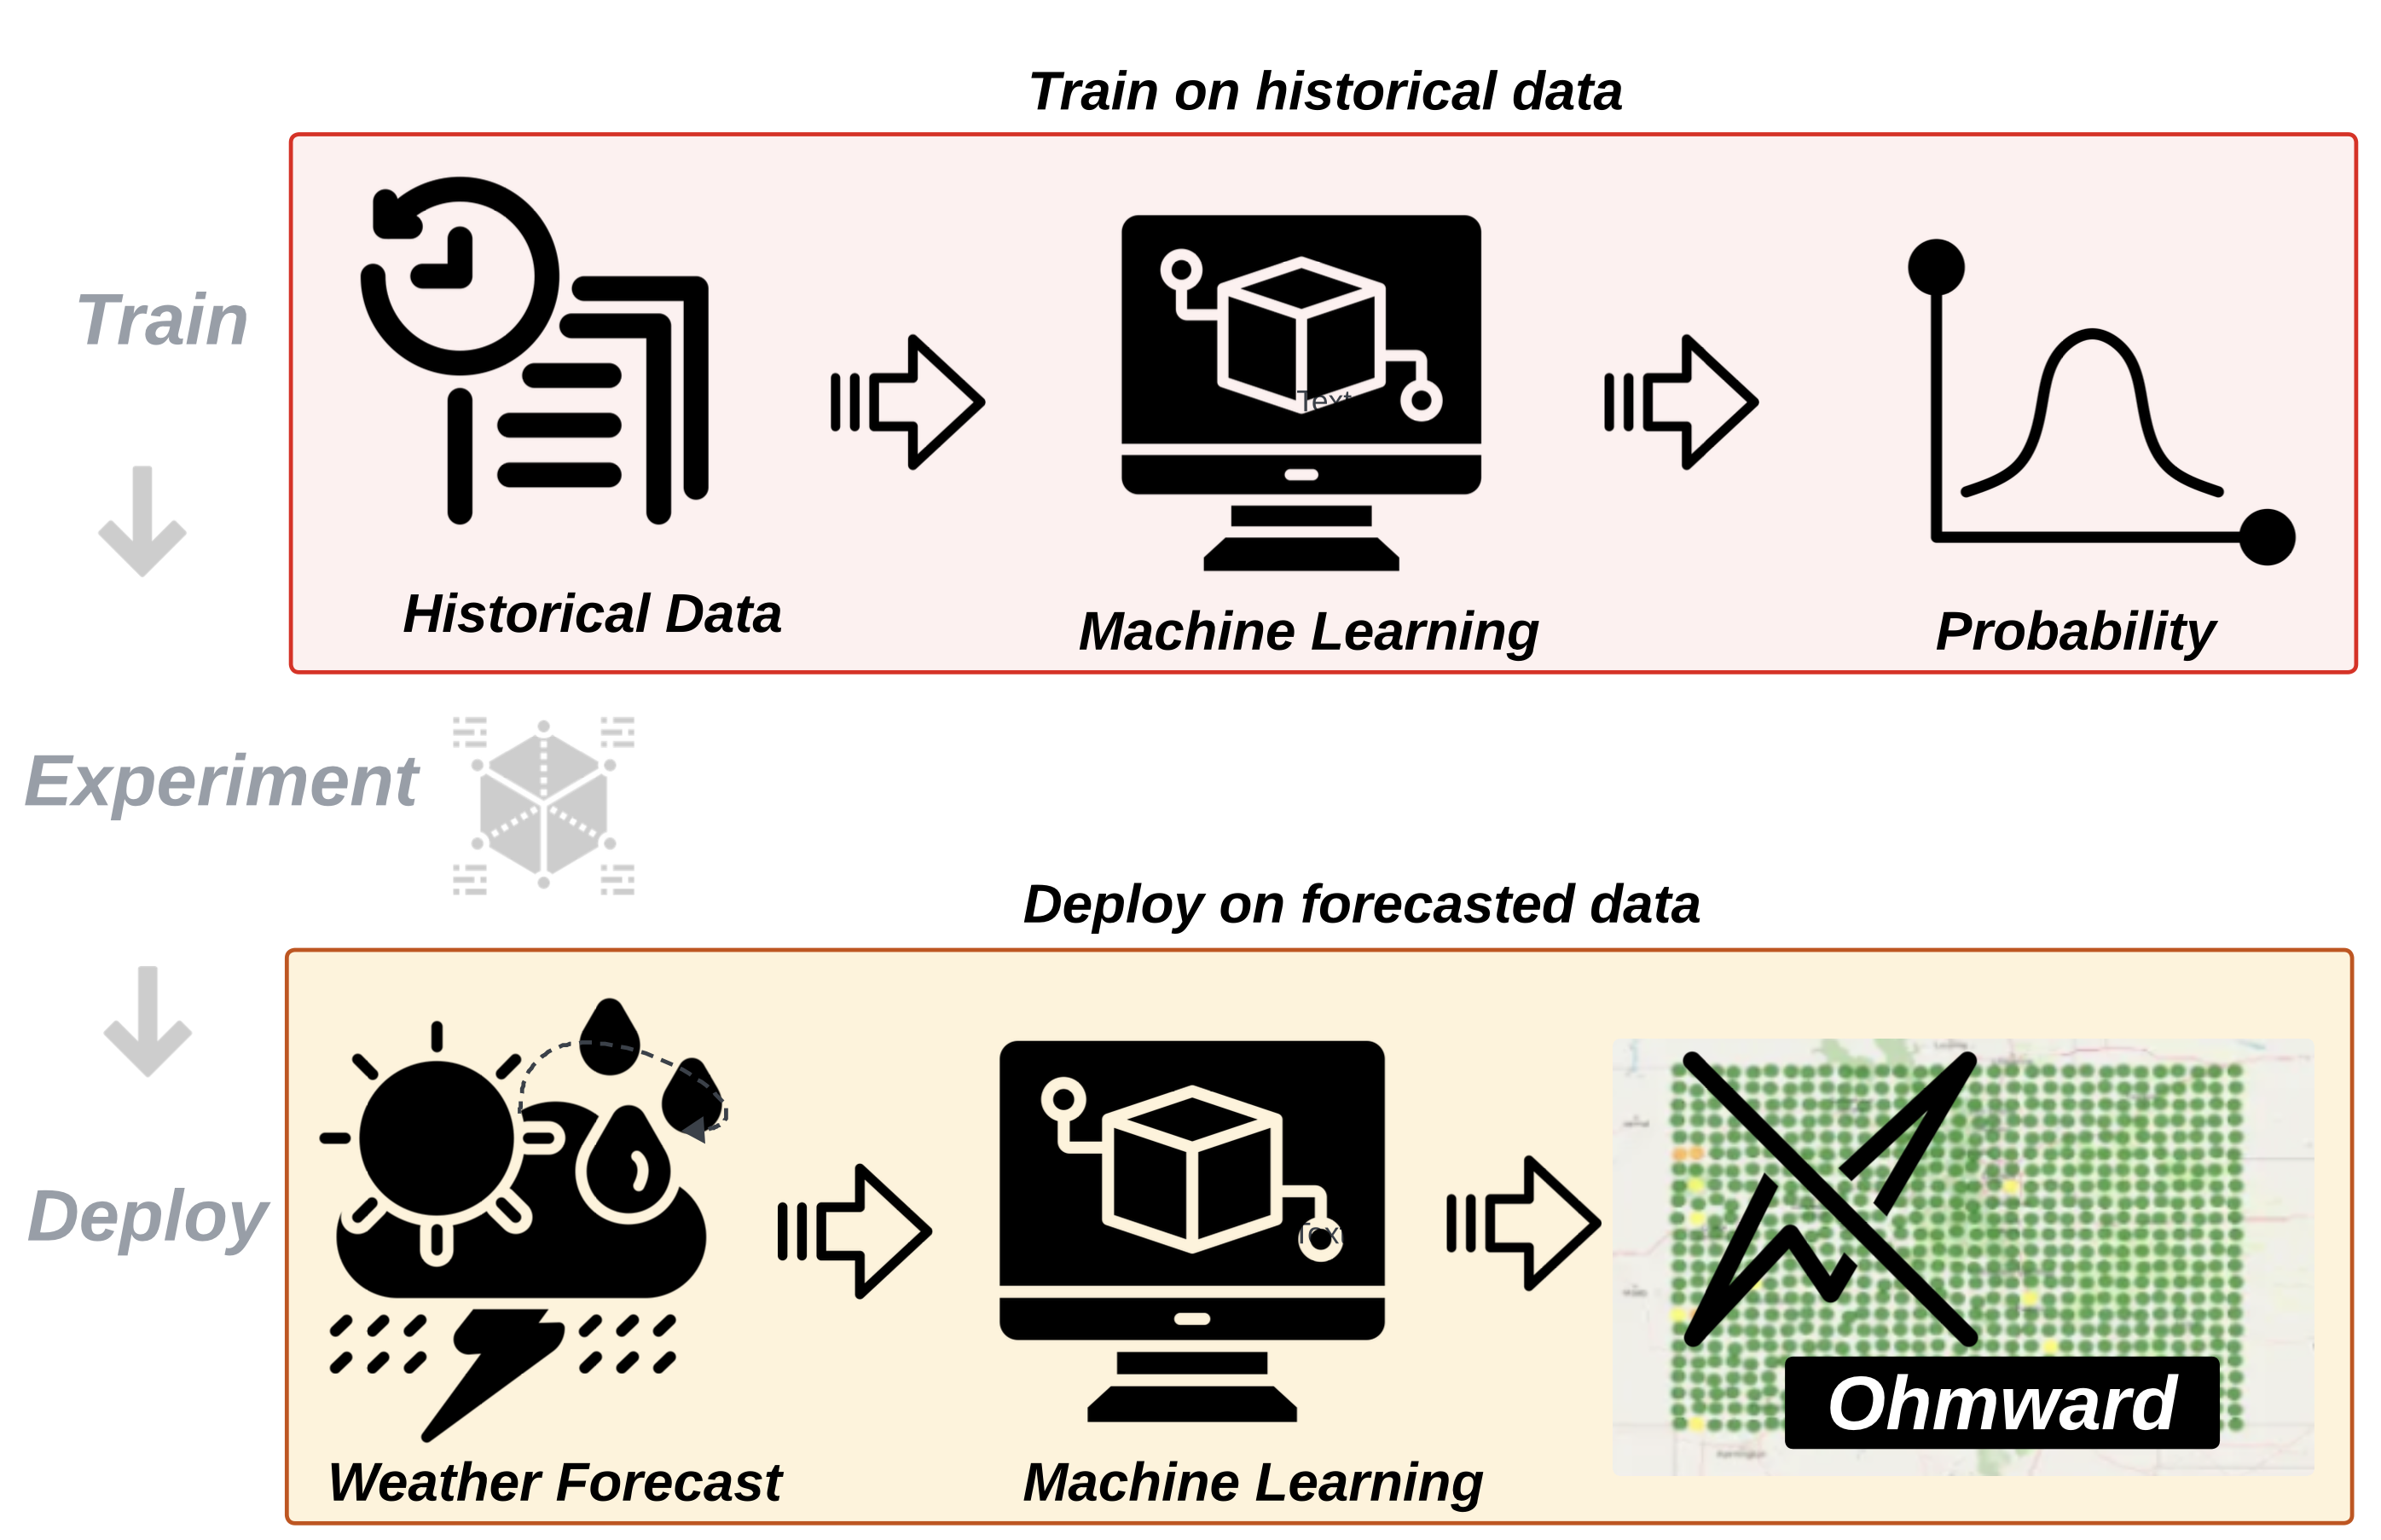 Train on historical data
Train
Text
Historical Data
Machine Learning
Probability
Experiment
Deploy on forecasted data
Deploy
Text
Ohmward
Weather Forecast
Machine Learning